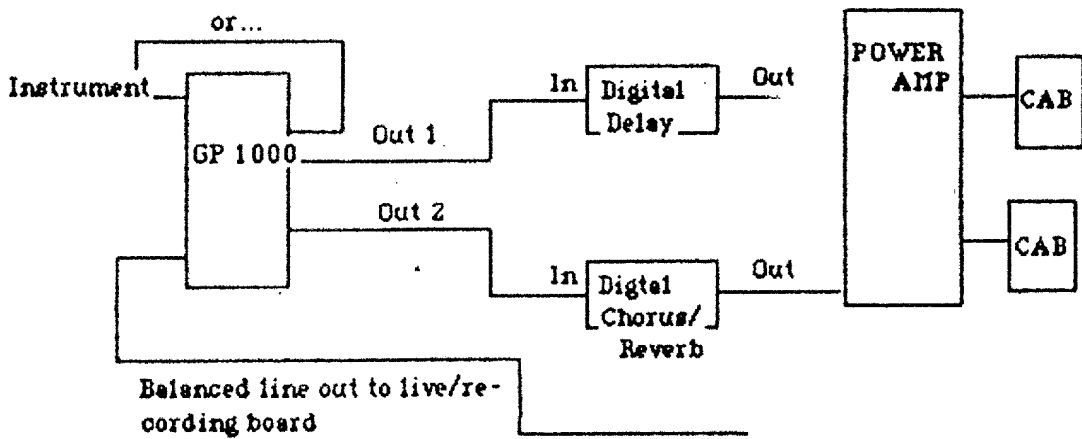 or...
Instrument
GP 1000
Out 1
Out 2
In
Digital
Delay
Out
In
Digtal
Chorus/
Reverb
Out
POWER
AMP
CAB
CAB
Balanced line out to live/re-
cording board